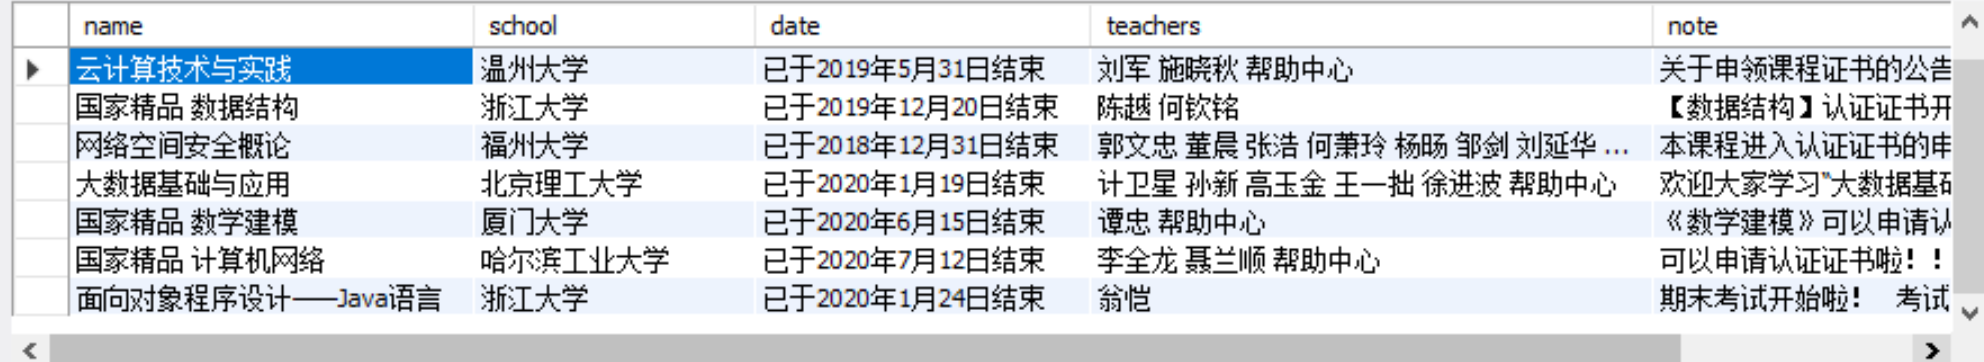 name school date teachers note
云计算技术与实践 温州大学 已于2019年5月31日结束 刘军 施晓秋 帮助中心 关于申领课程证书的公告
国家精品 数据结构 浙江大学 已于2019年12月20日结束 陈越 何钦铭 【数据结构】认证证书开
网络空间安全概论 福州大学 已于2018年12月31日结束 郭文忠 董晨 张浩 何萧玲 杨旸 邹剑 刘延华 ... 本课程进入认证证书的申
大数据基础与应用 北京理工大学 已于2020年1月19日结束 计卫星 孙新 高玉金 王一拙 徐进波 帮助中心 欢迎大家学习“大数据基础
国家精品 数学建模 厦门大学 已于2020年6月15日结束 谭忠 帮助中心 《数学建模》可以申请认
国家精品 计算机网络 哈尔滨工业大学 已于2020年7月12日结束 李全龙 聂兰顺 帮助中心 可以申请认证证书啦！！
面向对象程序设计——Java语言 浙江大学 已于2020年1月24日结束 翁恺 期末考试开始啦！ 考试